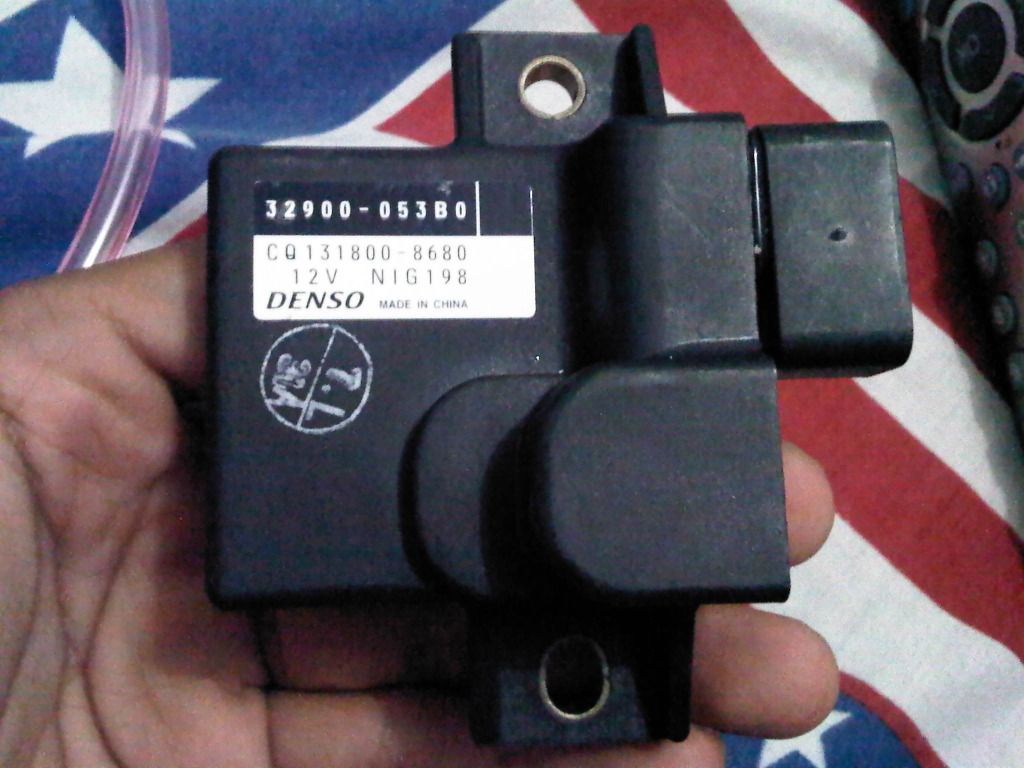 32900-053B0
CQ131800-8680
12V NIG198
DENSO MADE IN CHINA